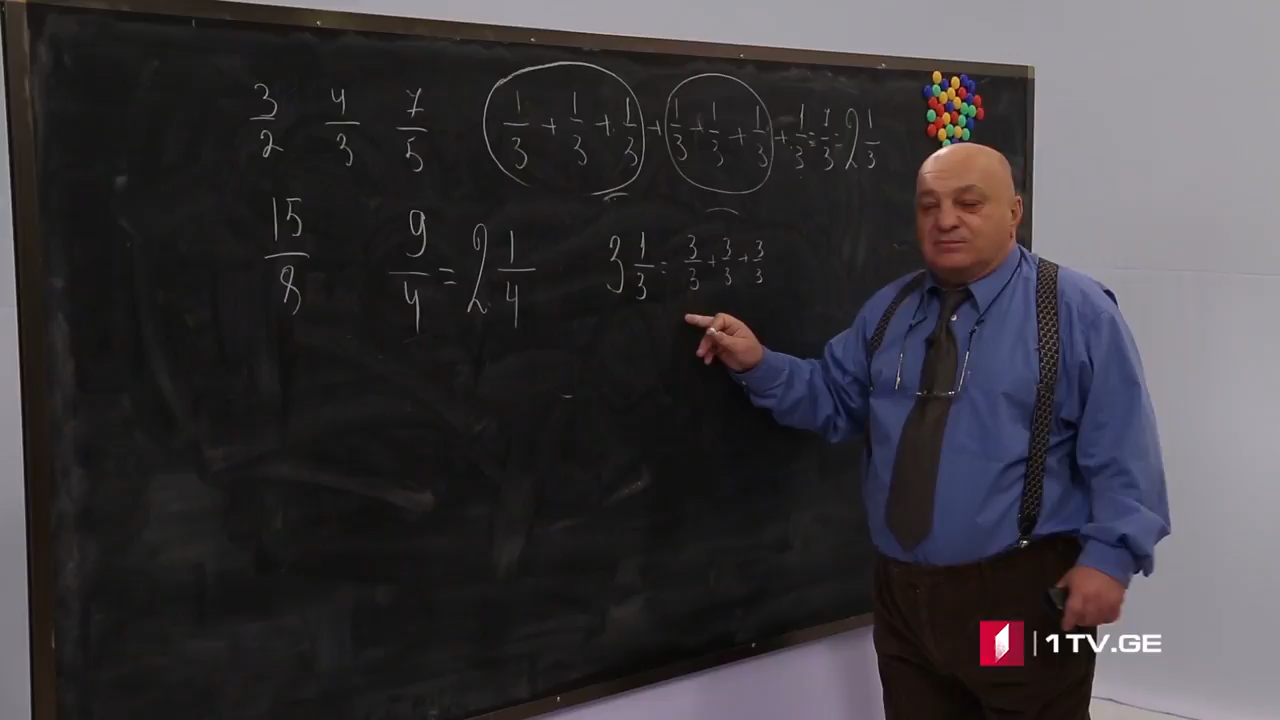 3/2 4/3 7/5 1/3 + 1/3 + 1/3 + 1/3 + 1/3 + 1/3 + 1/3 = 7/3 = 2 1/3
15/8 9/4 = 2 1/4 3 1/3 = 3/3 + 3/3 + 3/3
1TV.GE